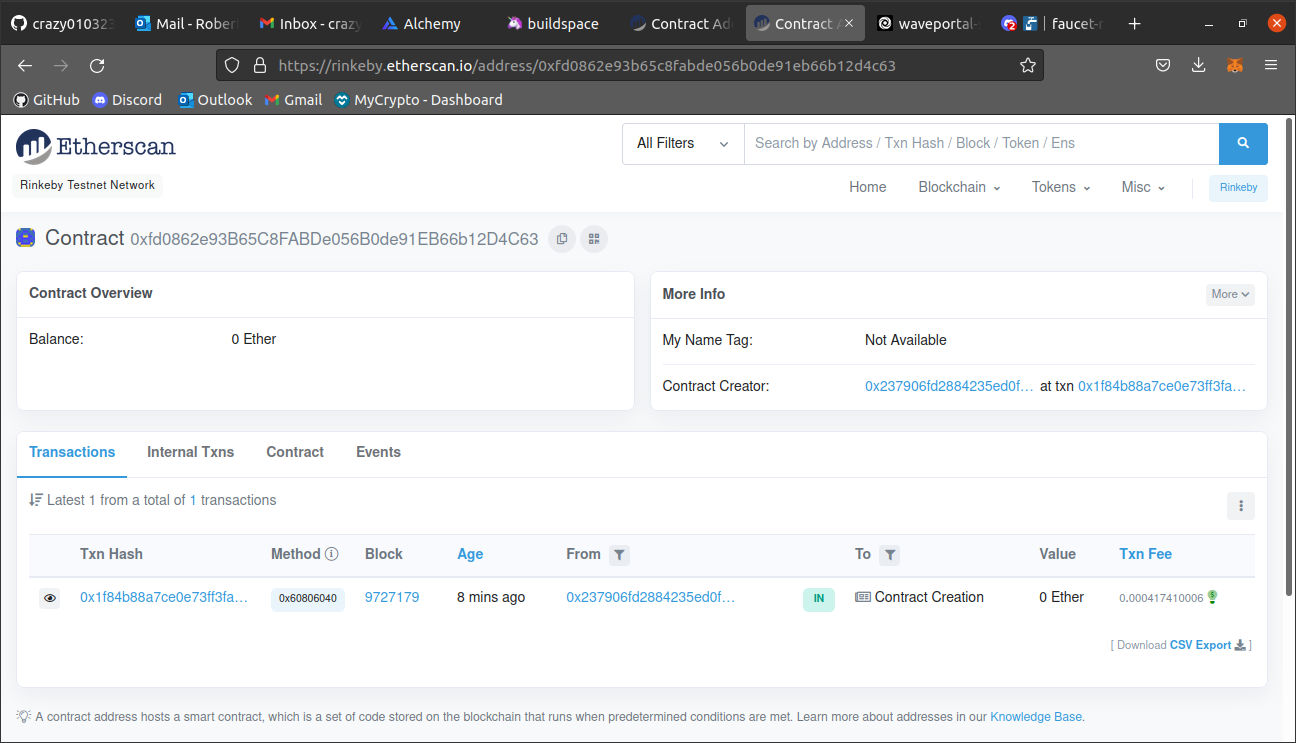 crazy010323
Mail - Rober
Inbox - crazy
Alchemy
buildspace
Contract Ad
Contract A
waveportal-
2
faucet-r
https://rinkeby.etherscan.io/address/0xfd0862e93b65c8fabde056b0de91eb66b12d4c63
GitHub
Discord
Outlook
Gmail
MyCrypto - Dashboard
Etherscan
All Filters
Search by Address / Txn Hash / Block / Token / Ens
Rinkeby Testnet Network
Home
Blockchain
Tokens
Misc
Rinkeby
Contract 0xfd0862e93B65C8FABDe056B0de91EB66b12D4C63
Contract Overview
Balance:
0 Ether
More Info
More
My Name Tag:
Not Available
Contract Creator:
0x237906fd2884235ed0f... at txn 0x1f84b88a7ce0e73ff3fa...
Transactions
Internal Txns
Contract
Events
Latest 1 from a total of 1 transactions
Txn Hash
Method
Block
Age
From
To
Value
Txn Fee
0x1f84b88a7ce0e73ff3fa...
0x60806040
9727179
8 mins ago
0x237906fd2884235ed0f...
IN
Contract Creation
0 Ether
0.000417410006
[ Download CSV Export ]
A contract address hosts a smart contract, which is a set of code stored on the blockchain that runs when predetermined conditions are met. Learn more about addresses in our Knowledge Base.